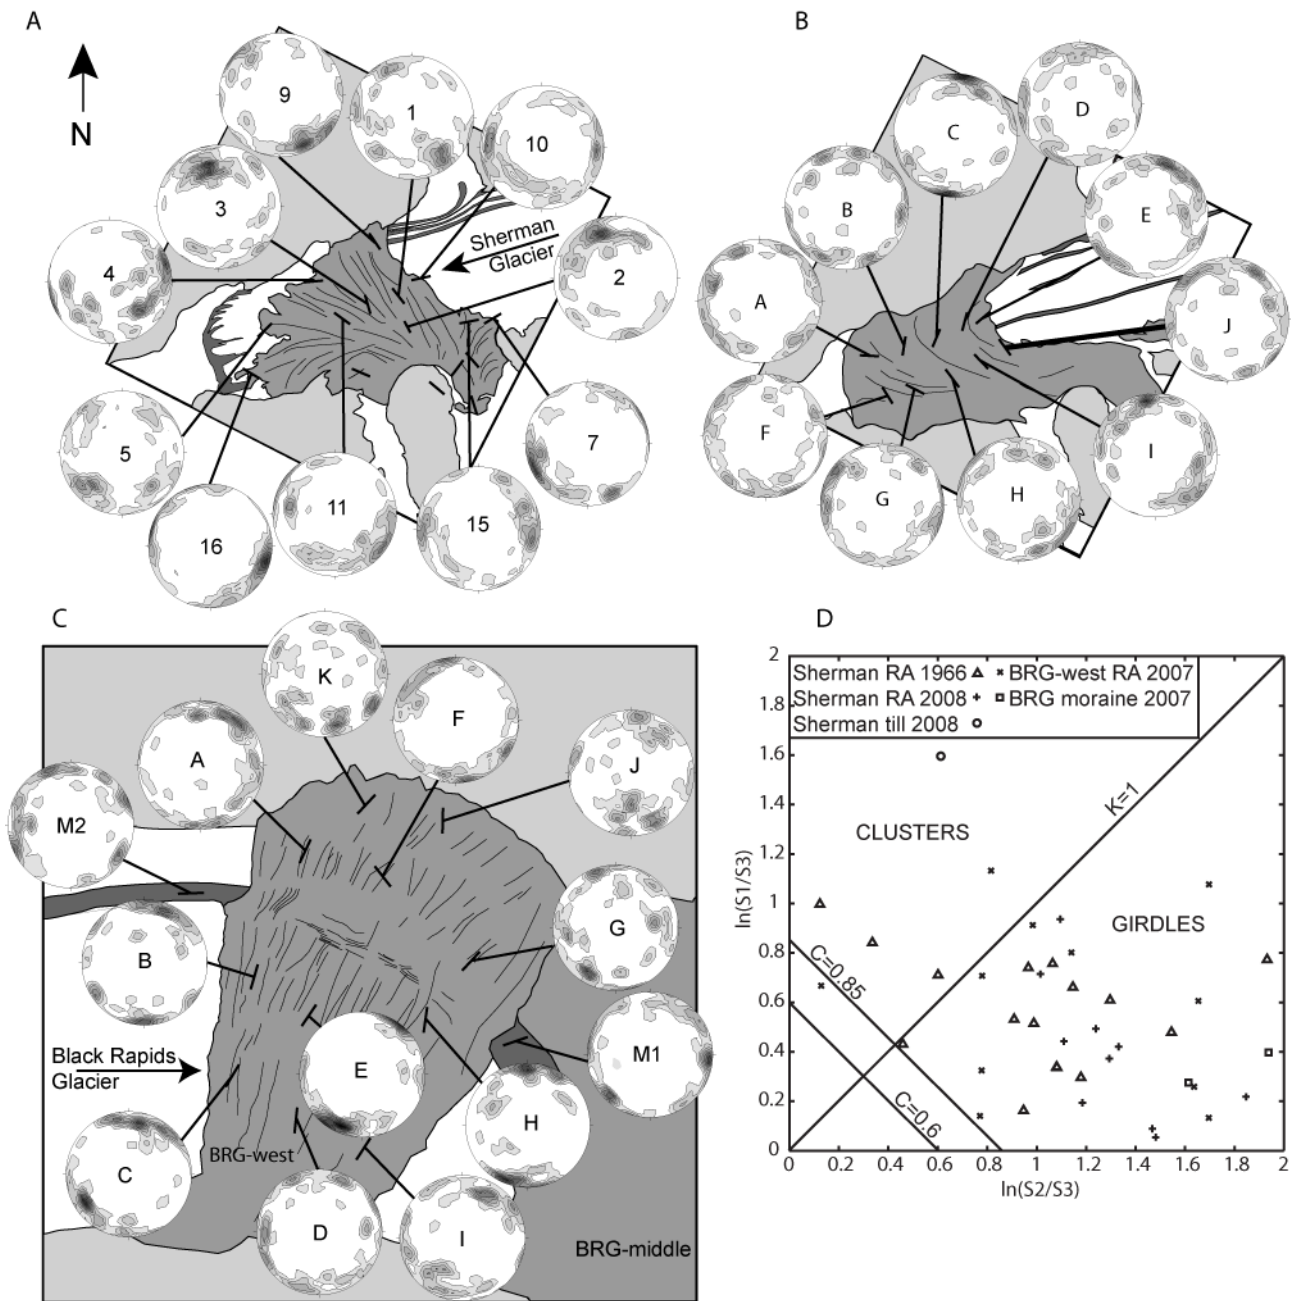 A
N
9
1
10
3
4
2
Sherman
Glacier
5
7
11
15
16
B
C
D
B
E
A
J
F
G
H
I
C
K
F
A
J
M2
G
B
M1
E
H
Black Rapids
Glacier
BRG-west
C
D
I
BRG-middle
D
2
1.8
1.6
1.4
1.2
1
0.8
0.6
0.4
0.2
0
ln(S1/S3)
Sherman RA 1966 BRG-west RA 2007
Sherman RA 2008 BRG moraine 2007
Sherman till 2008
K=1
CLUSTERS
GIRDLES
C=0.85
C=0.6
0 0.2 0.4 0.6 0.8 1 1.2 1.4 1.6 1.8 2
ln(S2/S3)